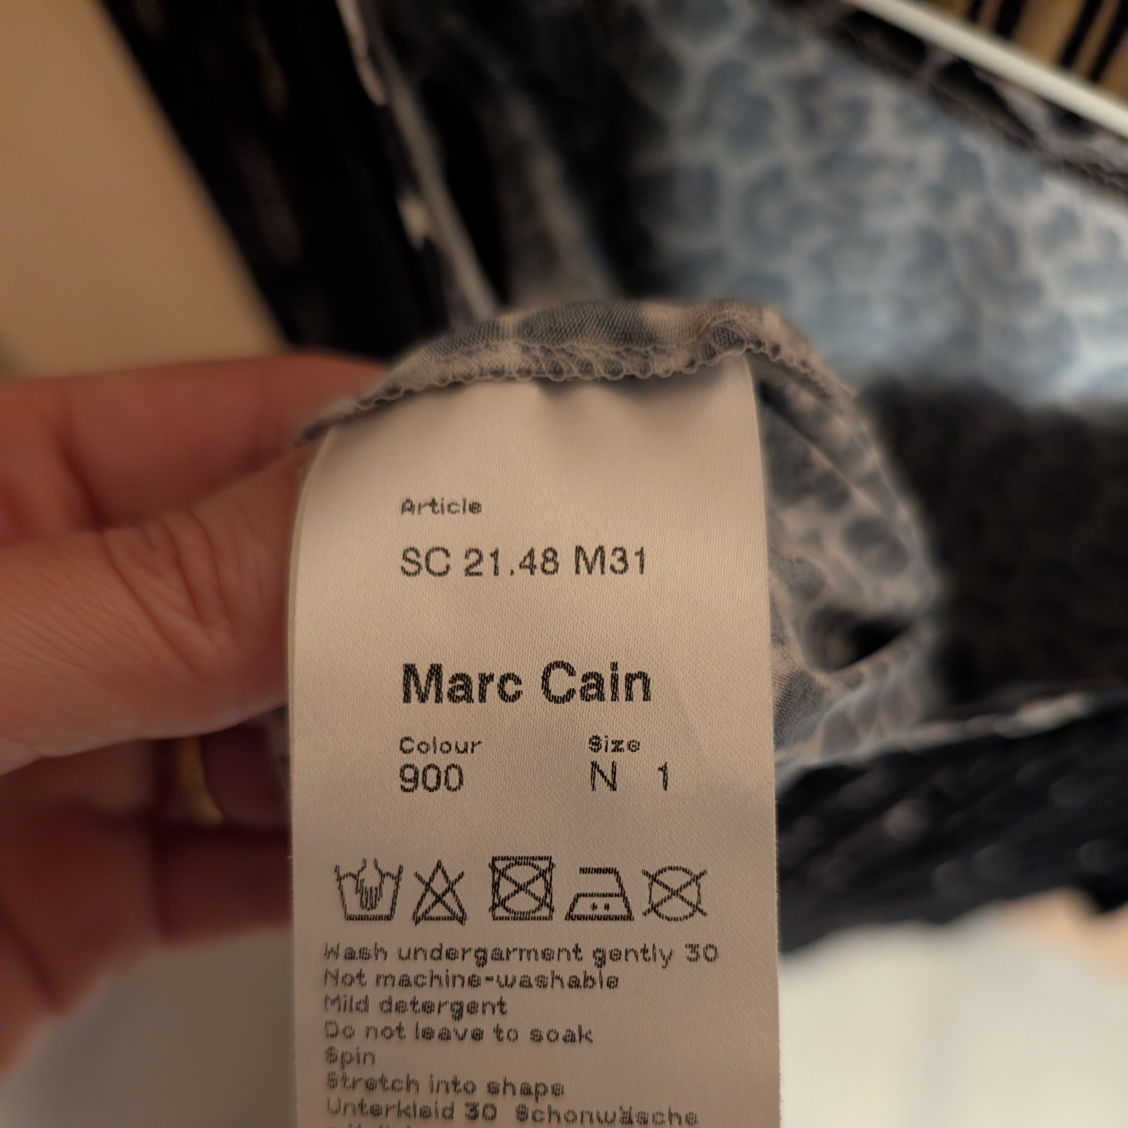 Article
SC 21.48 M31
Marc Cain
Colour Size
900 N 1
Wash undergarment gently 30
Not machine-washable
Mild detergent
Do not leave to soak
Spin
Stretch into shape
Unterkleid 30 Schonwäsche